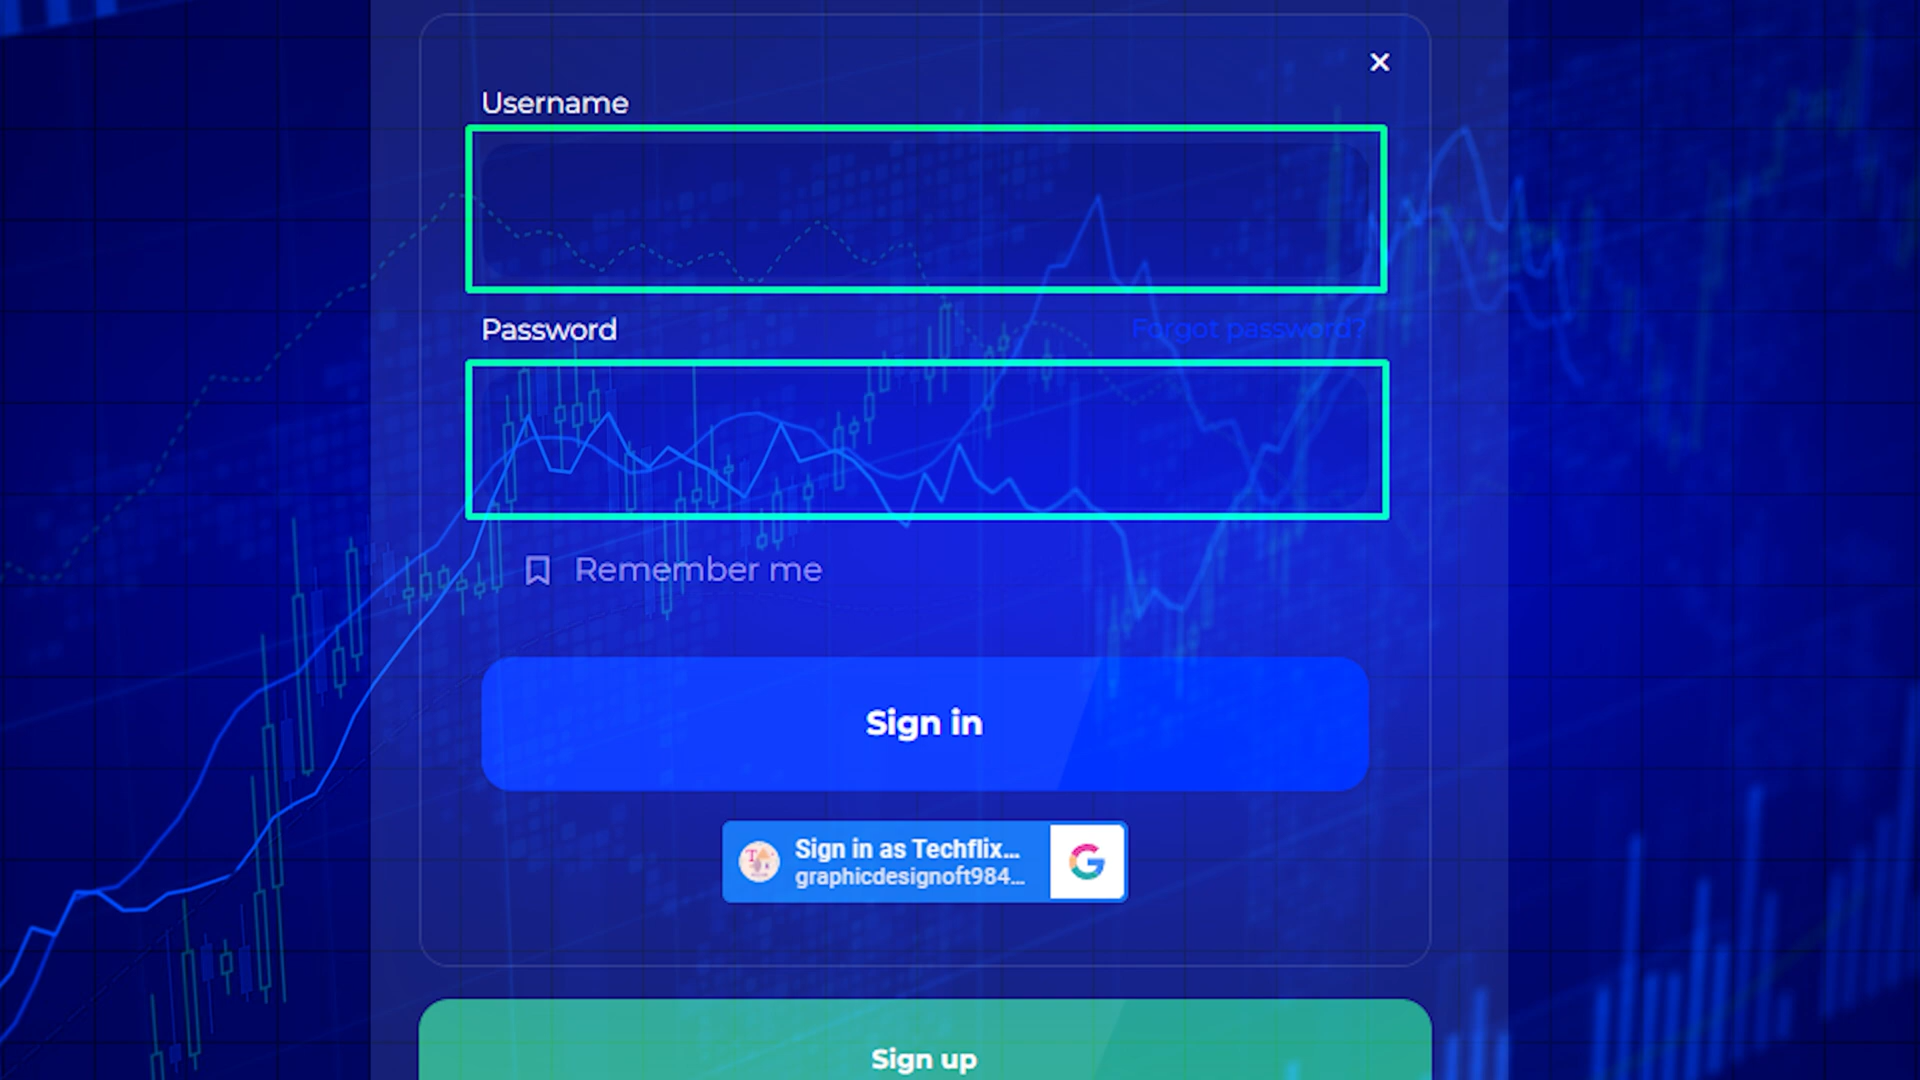 Username
Password
Forgot password?
Remember me
Sign in
Sign in as Techflix...
graphicdesignoft984...
Sign up